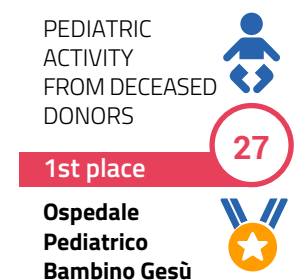 PEDIATRIC
ACTIVITY
FROM DECEASED
DONORS
27
1st place
Ospedale
Pediatrico
Bambino Gesù